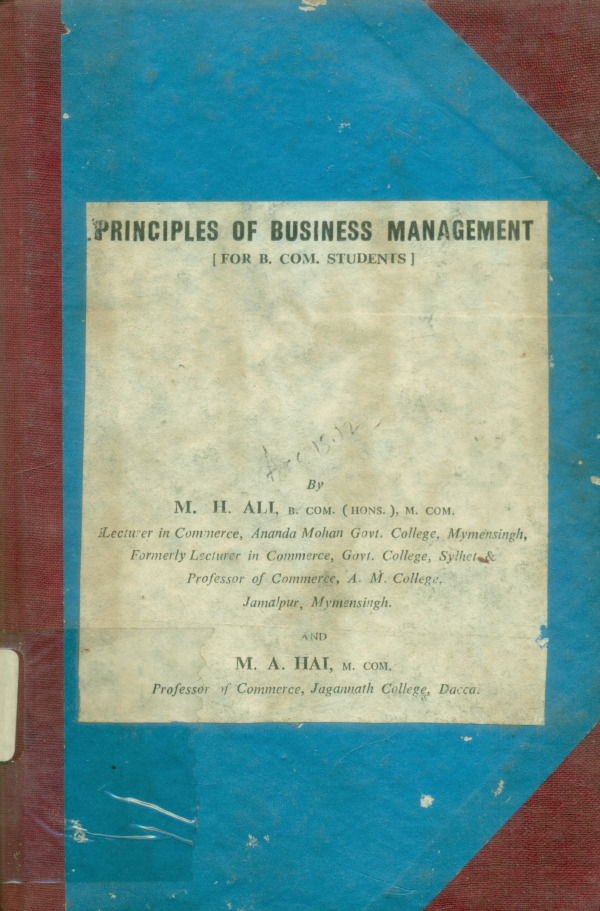 PRINCIPLES OF BUSINESS MANAGEMENT
[ FOR B. COM. STUDENTS ]
By
M. H. ALI, B. COM. ( HONS. ), M. COM.
Lecturer in Commerce, Ananda Mohan Govt. College, Mymensingh,
Formerly Lecturer in Commerce, Govt. College, Sylhet &
Professor of Commerce, A. M. College,
Jamalpur, Mymensingh.
AND
M. A. HAI, M. COM.
Professor of Commerce, Jagannath College, Dacca.